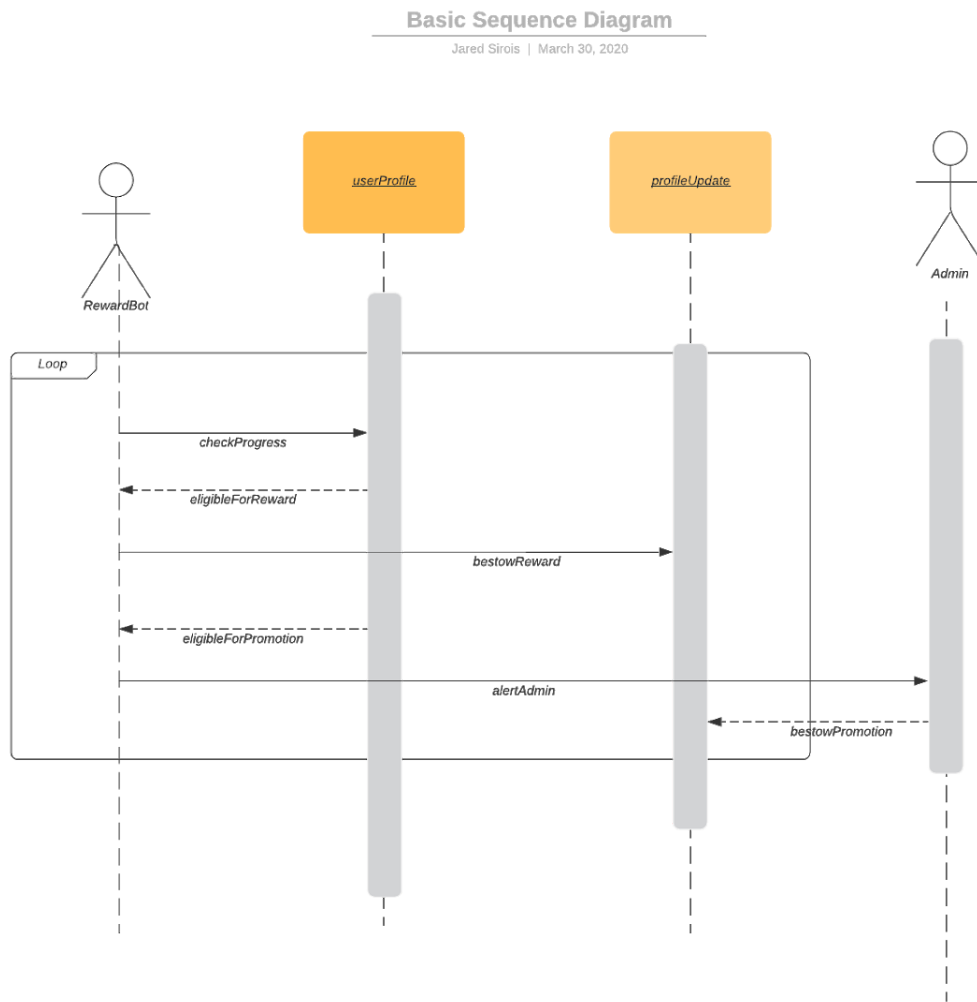 Basic Sequence Diagram
Jared Sirois | March 30, 2020
userProfile
profileUpdate
Admin
RewardBot
Loop
checkProgress
eligibleForReward
bestowReward
eligibleForPromotion
alertAdmin
bestowPromotion